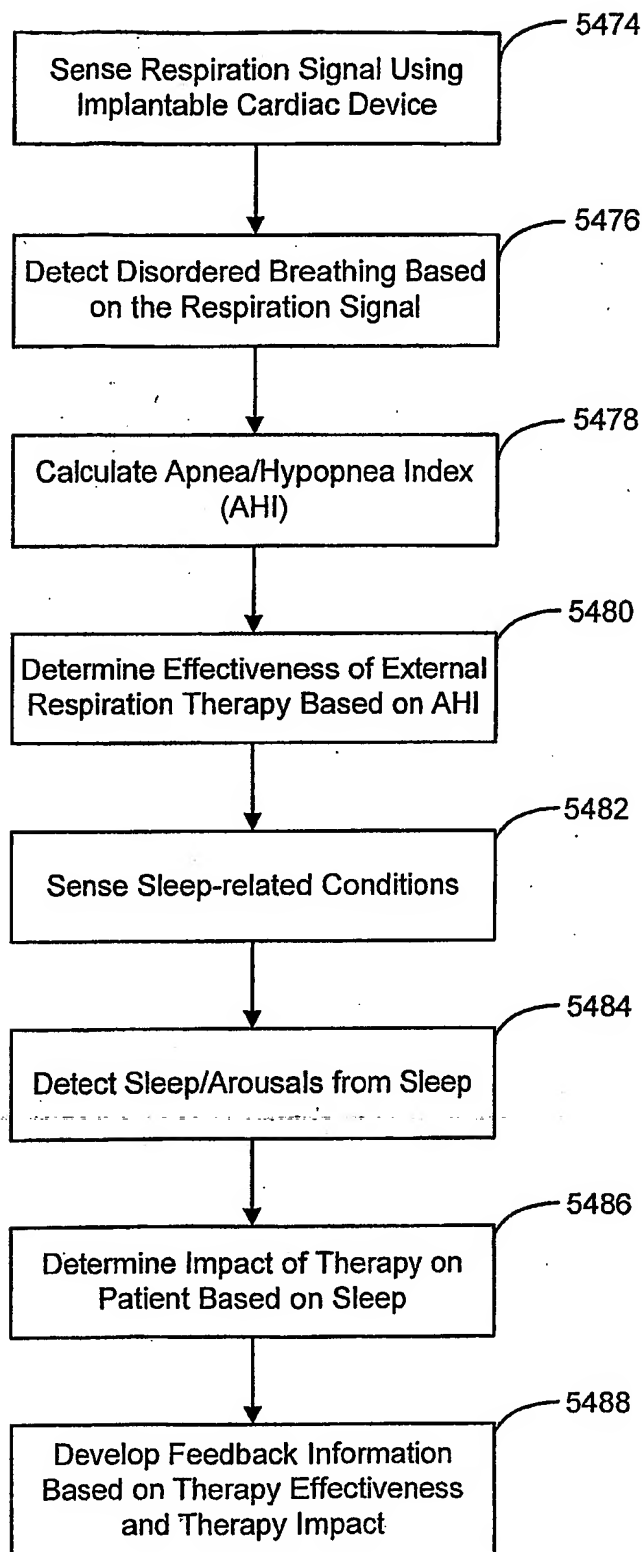 5474
Sense Respiration Signal Using
Implantable Cardiac Device
5476
Detect Disordered Breathing Based
on the Respiration Signal
5478
Calculate Apnea/Hypopnea Index
(AHI)
5480
Determine Effectiveness of External
Respiration Therapy Based on AHI
5482
Sense Sleep-related Conditions
5484
Detect Sleep/Arousals from Sleep
5486
Determine Impact of Therapy on
Patient Based on Sleep
5488
Develop Feedback Information
Based on Therapy Effectiveness
and Therapy Impact